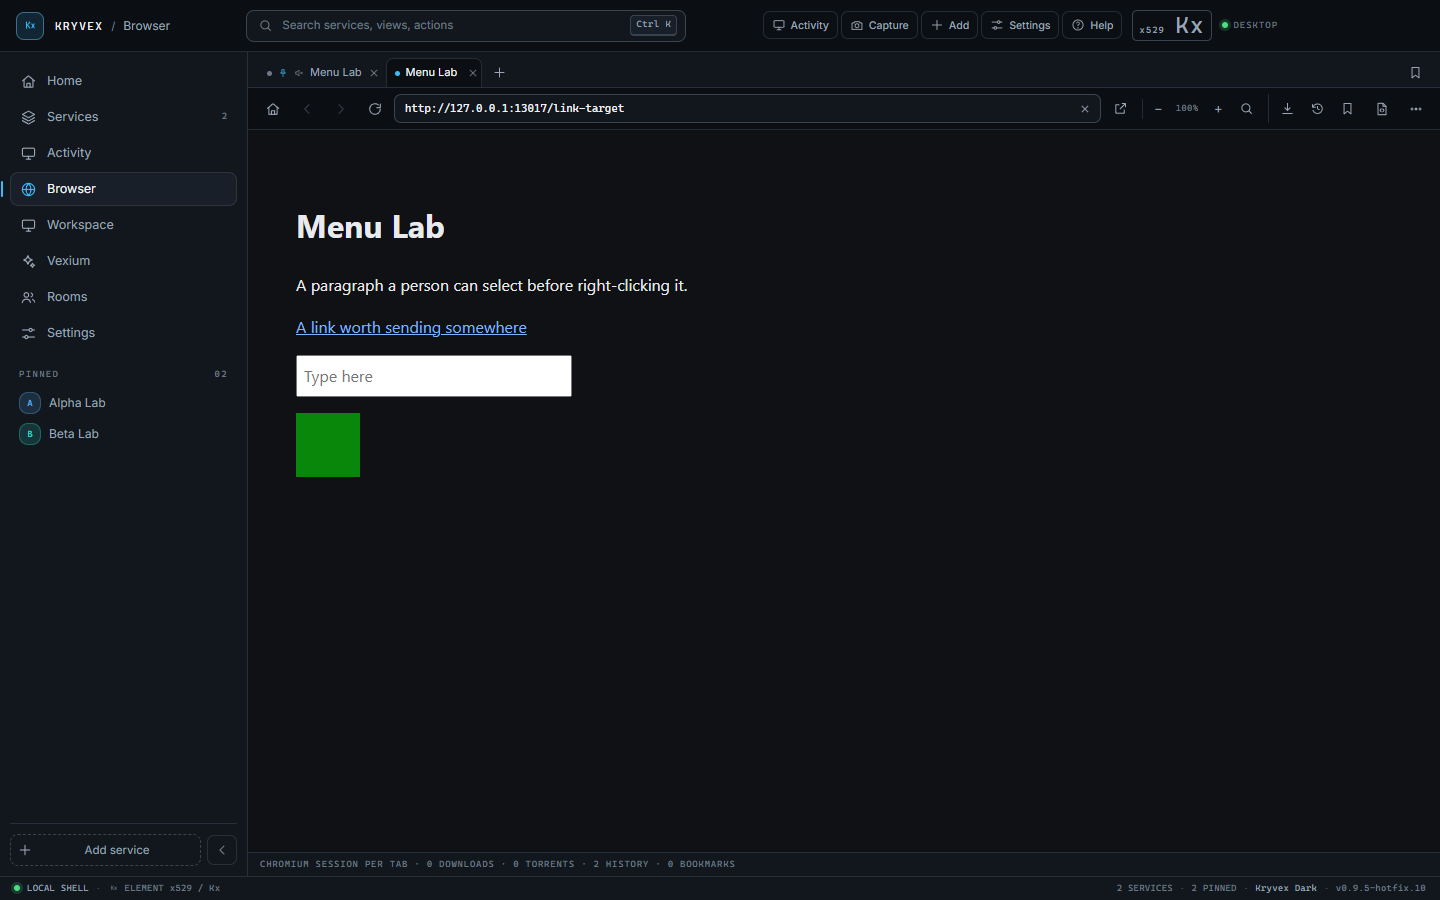 Kx KRYVEX / Browser
Search services, views, actions Ctrl K
Activity Capture Add Settings Help x529 Kx DESKTOP
Home
Services 2
Activity
Browser
Workspace
Vexium
Rooms
Settings
PINNED 02
A Alpha Lab
B Beta Lab
Add service
Menu Lab Menu Lab
http://127.0.0.1:13017/link-target 100%
Menu Lab
A paragraph a person can select before right-clicking it.
A link worth sending somewhere
Type here
CHROMIUM SESSION PER TAB · 0 DOWNLOADS · 0 TORRENTS · 2 HISTORY · 0 BOOKMARKS
LOCAL SHELL · Kx ELEMENT x529 / Kx
2 SERVICES · 2 PINNED · Kryvex Dark · v0.9.5-hotfix.10